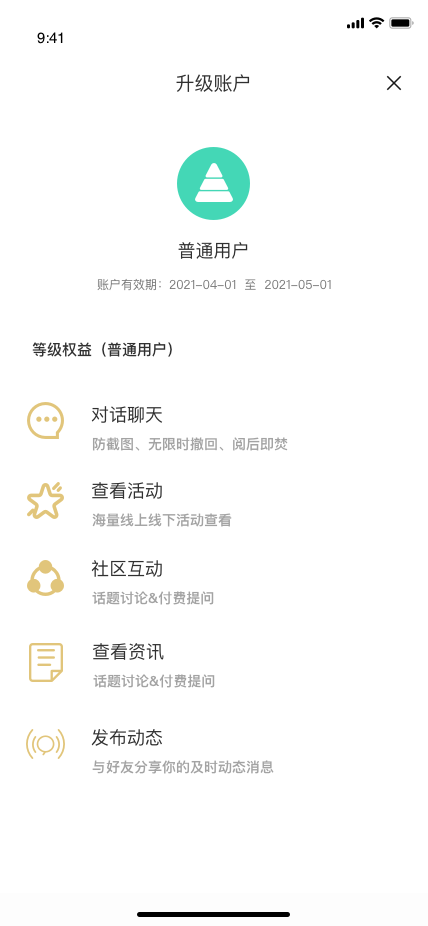 9:41
升级账户
普通用户
账户有效期：2021-04-01 至 2021-05-01
等级权益（普通用户）
对话聊天
防截图、无限时撤回、阅后即焚
查看活动
海量线上线下活动查看
社区互动
话题讨论&付费提问
查看资讯
话题讨论&付费提问
发布动态
与好友分享你的及时动态消息